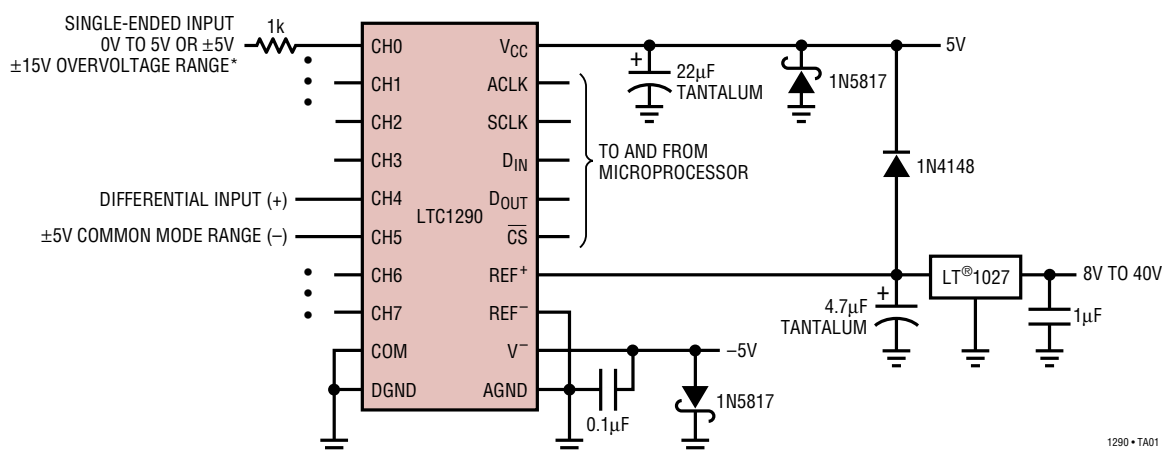 SINGLE-ENDED INPUT
0V TO 5V OR ±5V
±15V OVERVOLTAGE RANGE*
1k
CH0
CH1
CH2
CH3
DIFFERENTIAL INPUT (+)
CH4
±5V COMMON MODE RANGE (–)
CH5
CH6
CH7
COM
DGND
LTC1290
VCC
ACLK
SCLK
DIN
DOUT
C̅S̅
REF+
REF–
V–
AGND
+
22µF
TANTALUM
1N5817
5V
TO AND FROM
MICROPROCESSOR
1N4148
LT®1027
8V TO 40V
+
4.7µF
TANTALUM
1µF
–5V
0.1µF
1N5817
1290 • TA01